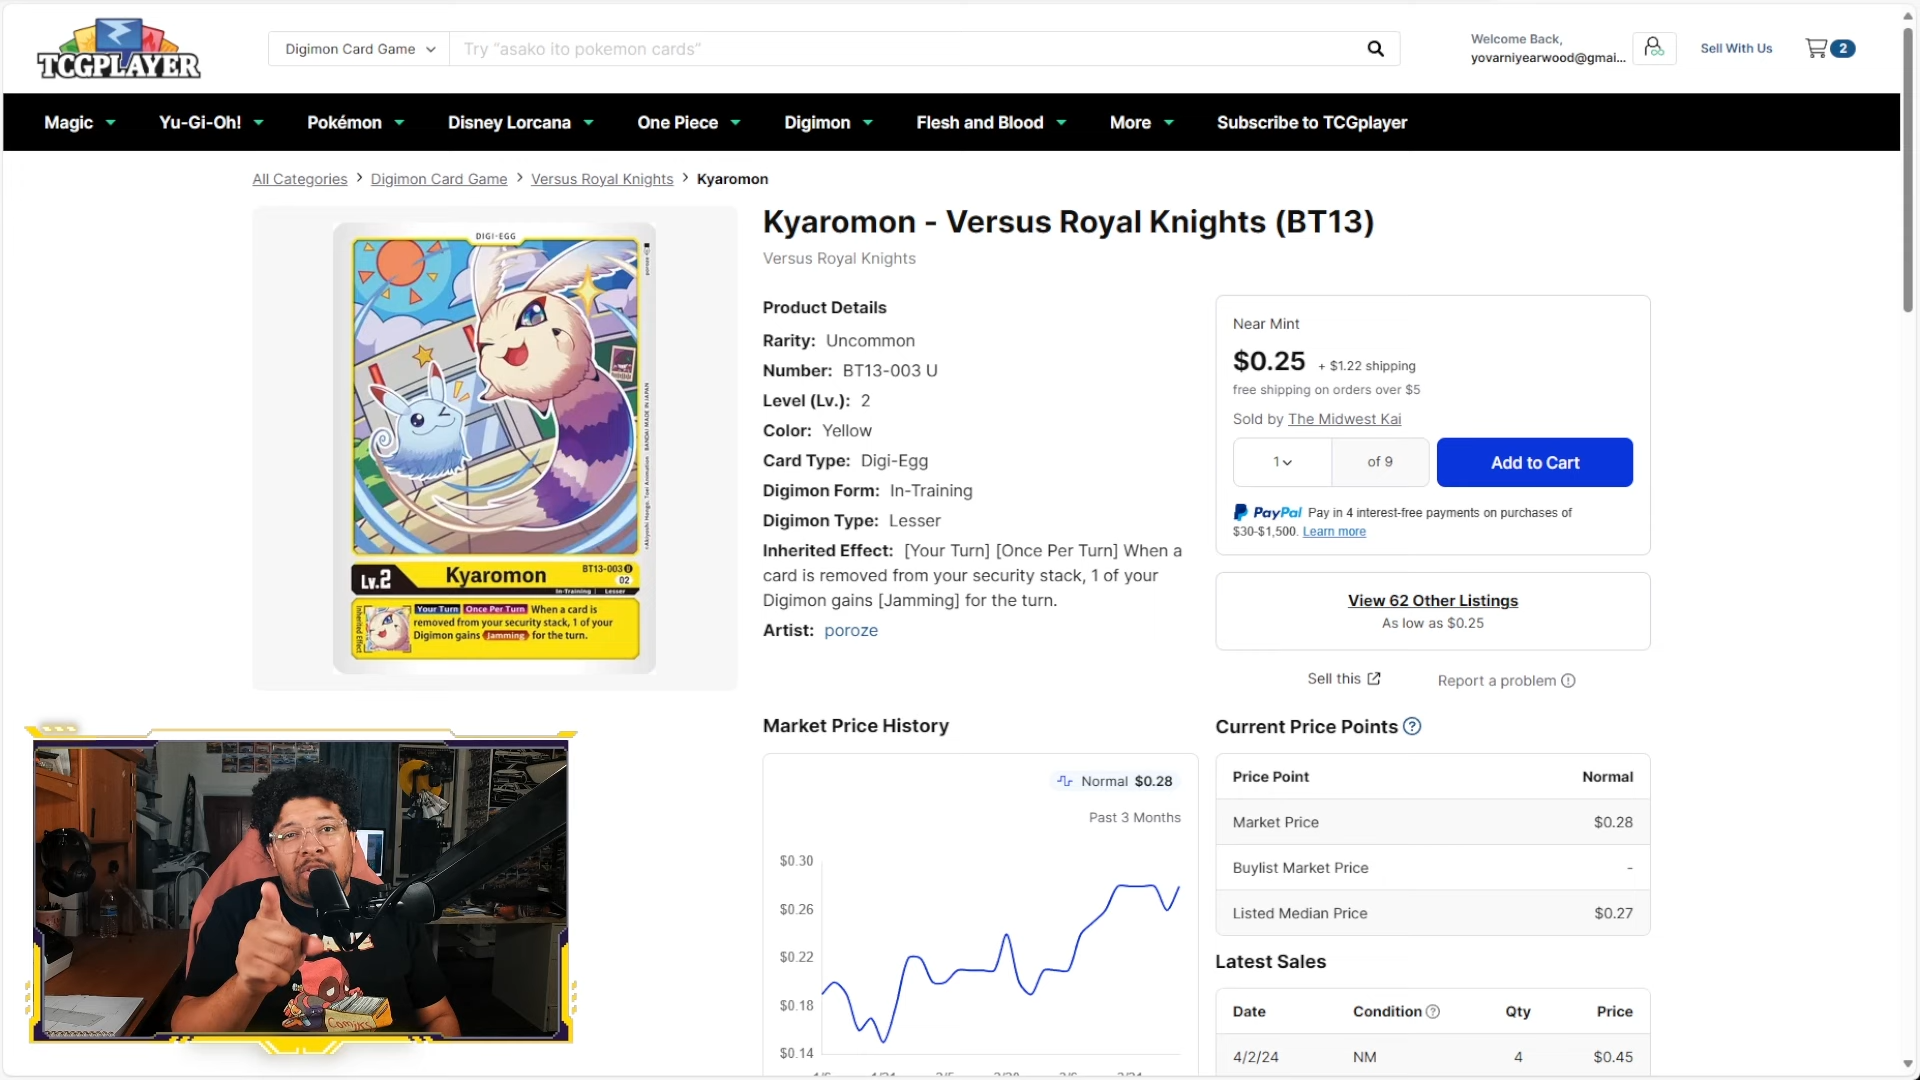 TCGPLAYER
Digimon Card Game
Try "asako ito pokemon cards"
Welcome Back,
yovarniyearwood@gmai...
Sell With Us
2
Magic
Yu-Gi-Oh!
Pokémon
Disney Lorcana
One Piece
Digimon
Flesh and Blood
More
Subscribe to TCGplayer
All Categories > Digimon Card Game > Versus Royal Knights > Kyaromon
DIGI-EGG
Lv.2
Kyaromon
BT13-003 U
02
In-Training
Lesser
Inherited Effect
Your Turn Once Per Turn When a card is
removed from your security stack, 1 of your
Digimon gains Jamming for the turn.
Kyaromon - Versus Royal Knights (BT13)
Versus Royal Knights
Product Details
Rarity: Uncommon
Number: BT13-003 U
Level (Lv.): 2
Color: Yellow
Card Type: Digi-Egg
Digimon Form: In-Training
Digimon Type: Lesser
Inherited Effect: [Your Turn] [Once Per Turn] When a
card is removed from your security stack, 1 of your
Digimon gains [Jamming] for the turn.
Artist: poroze
Near Mint
$0.25 + $1.22 shipping
free shipping on orders over $5
Sold by The Midwest Kai
1
of 9
Add to Cart
PayPal Pay in 4 interest-free payments on purchases of
$30-$1,500. Learn more
View 62 Other Listings
As low as $0.25
Sell this
Report a problem
Market Price History
Normal $0.28
Past 3 Months
$0.30
$0.26
$0.22
$0.18
$0.14
Current Price Points
Price Point Normal
Market Price $0.28
Buylist Market Price -
Listed Median Price $0.27
Latest Sales
Date Condition Qty Price
4/2/24 NM 4 $0.45
COMIKS